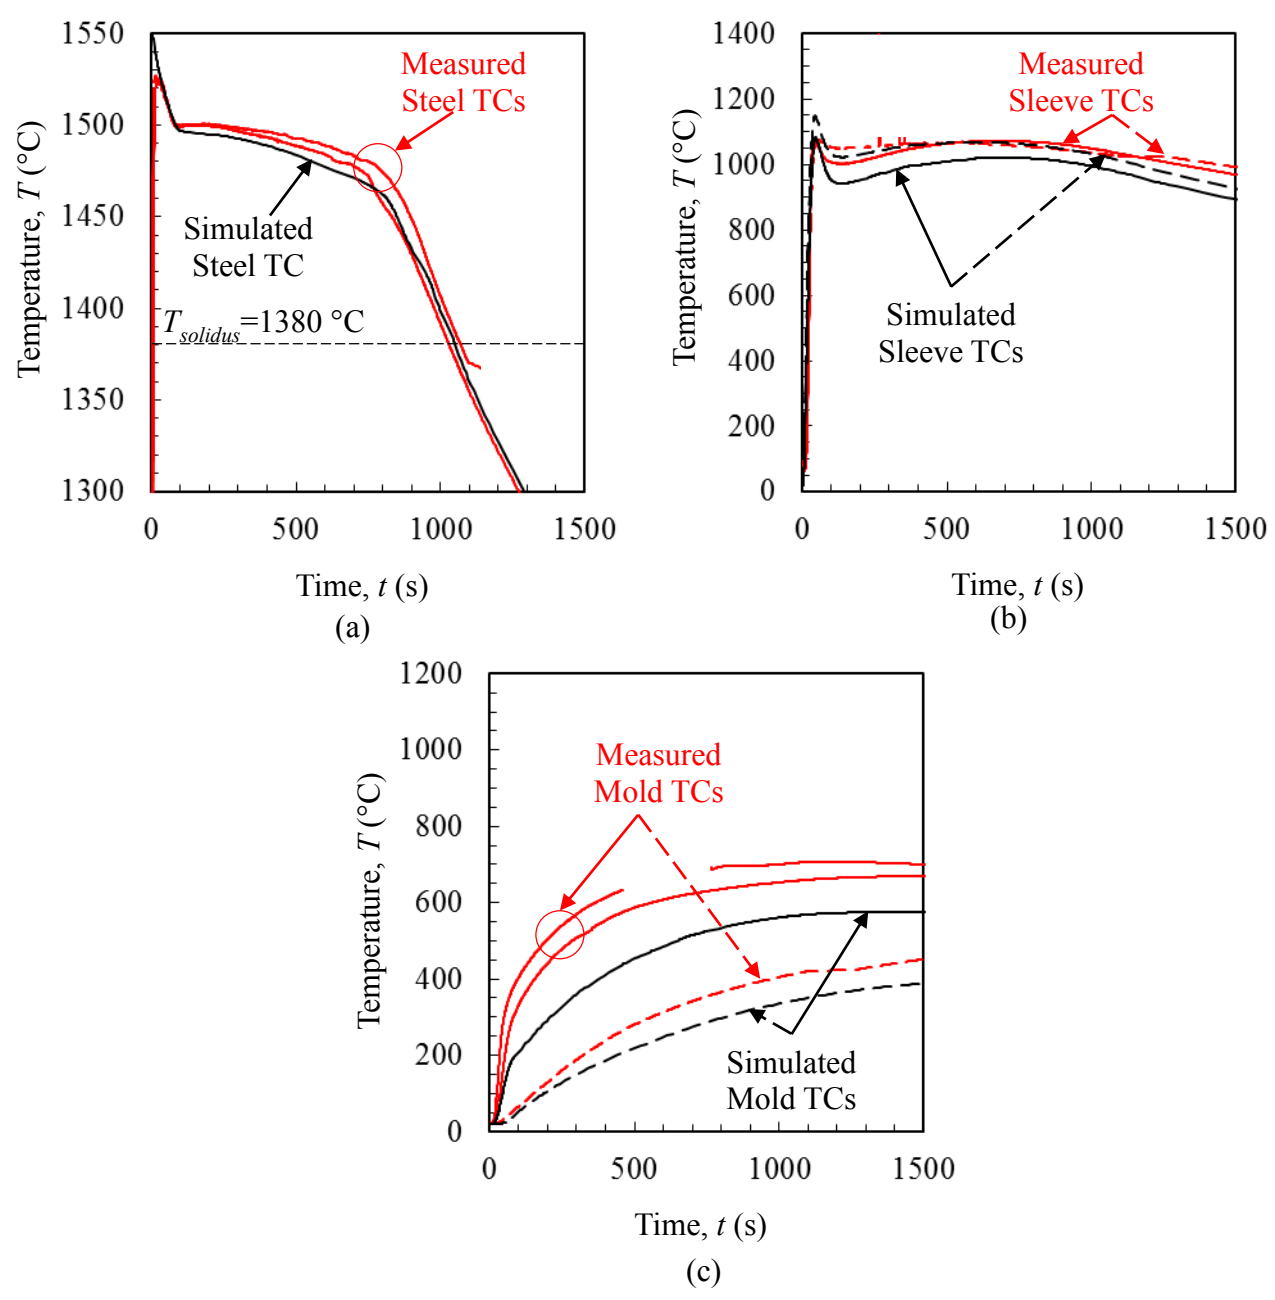 1550
1500
1450
1400
1350
1300
Temperature, T (°C)
Measured
Steel TCs
Simulated
Steel TC
Tsolidus=1380 °C
0
500
1000
1500
Time, t (s)
(a)
1400
1200
1000
800
600
400
200
0
Temperature, T (°C)
Measured
Sleeve TCs
Simulated
Sleeve TCs
0
500
1000
1500
Time, t (s)
(b)
1200
1000
800
600
400
200
0
Temperature, T (°C)
Measured
Mold TCs
Simulated
Mold TCs
0
500
1000
1500
Time, t (s)
(c)